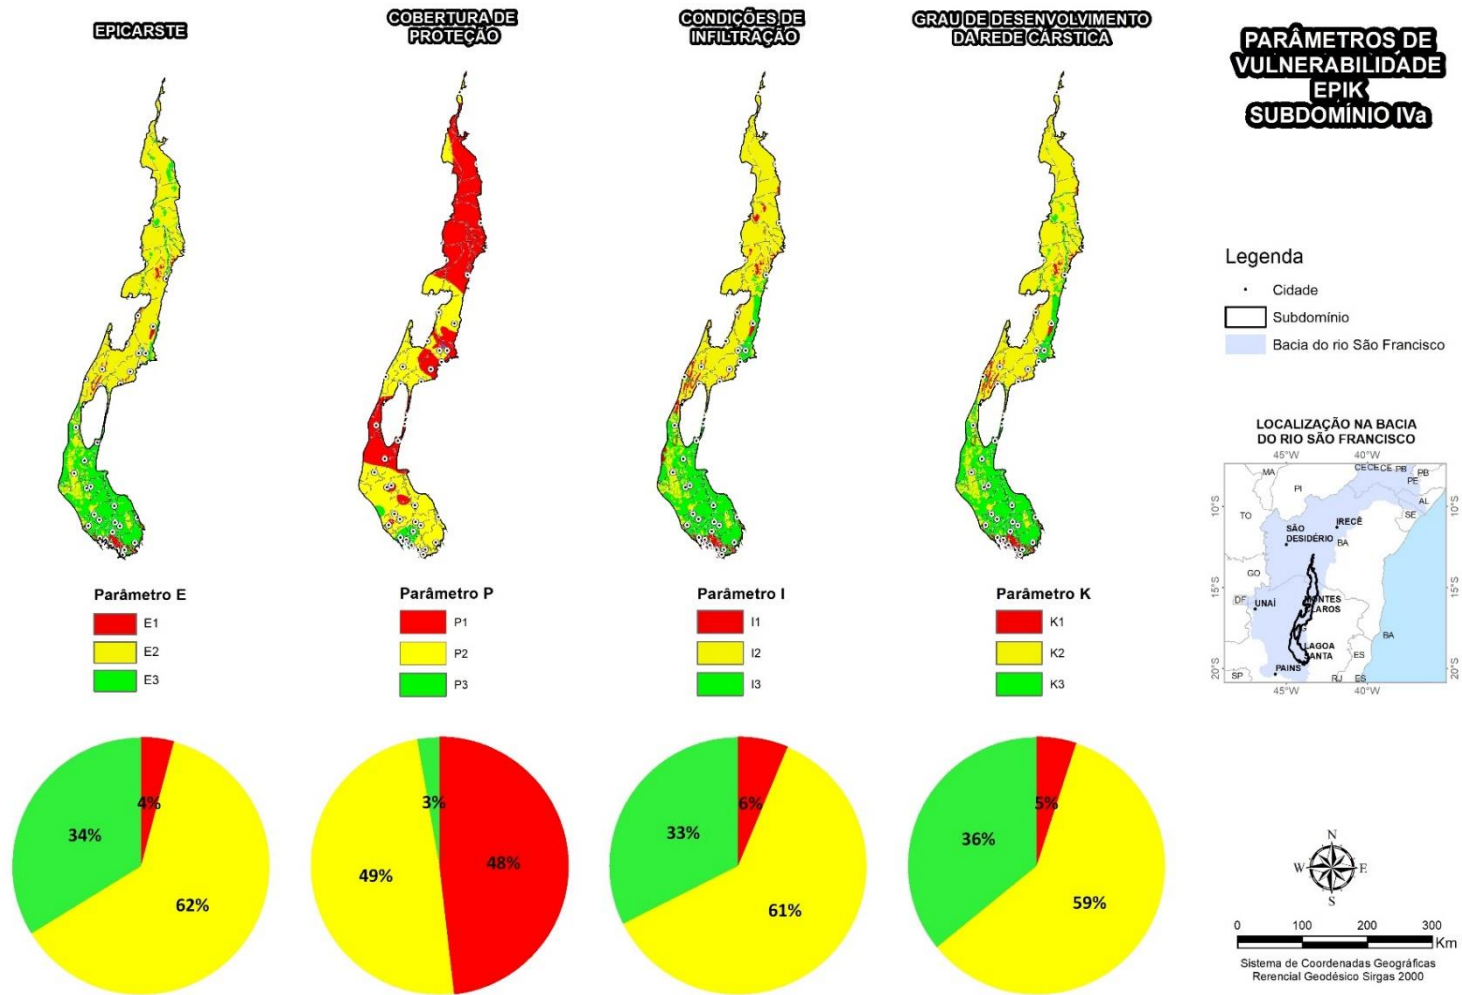 EPICARSTE
COBERTURA DE
PROTEÇÃO
CONDIÇÕES DE
INFILTRAÇÃO
GRAU DE DESENVOLVIMENTO
DA REDE CÁRSTICA
PARÂMETROS DE
VULNERABILIDADE
EPIK
SUBDOMÍNIO IVa
Legenda
Cidade
Subdomínio
Bacia do rio São Francisco
LOCALIZAÇÃO NA BACIA
DO RIO SÃO FRANCISCO
45°W 40°W
MA
PI
CE CE CE PB
PB
PE
AL
SE
TO
SÃO
DESIDÉRIO
IRECÊ
BA
GO
DF
UNAÍ
MONTES
CLAROS
LAGOA
SANTA
PAINS
SP
RJ
ES
ES
BA
10°S
15°S
20°S
10°S
15°S
20°S
45°W 40°W
Parâmetro E
E1
E2
E3
Parâmetro P
P1
P2
P3
Parâmetro I
I1
I2
I3
Parâmetro K
K1
K2
K3
4%
34%
62%
3%
48%
49%
6%
33%
61%
5%
36%
59%
N
W E
S
0 100 200 300
Km
Sistema de Coordenadas Geográficas
Rerencial Geodésico Sirgas 2000